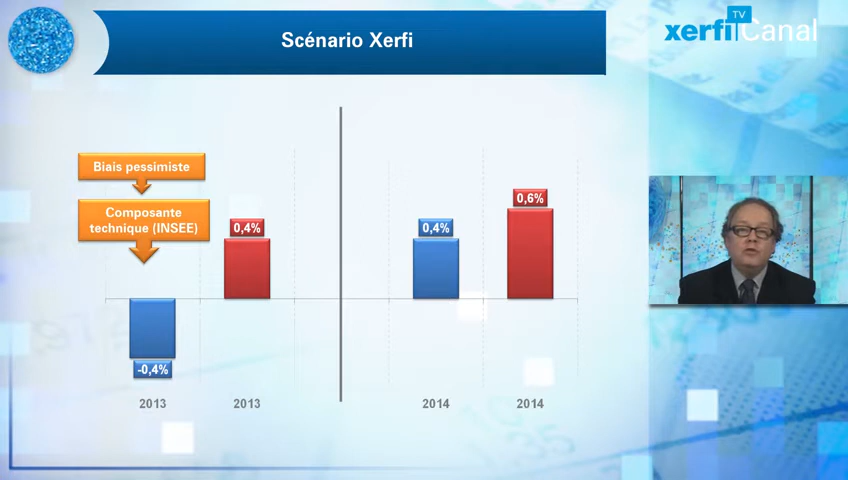 Scénario Xerfi
TV
xerfi Canal
Biais pessimiste
Composante
technique (INSEE)
0,4%
0,4%
0,6%
-0,4%
2013
2013
2014
2014